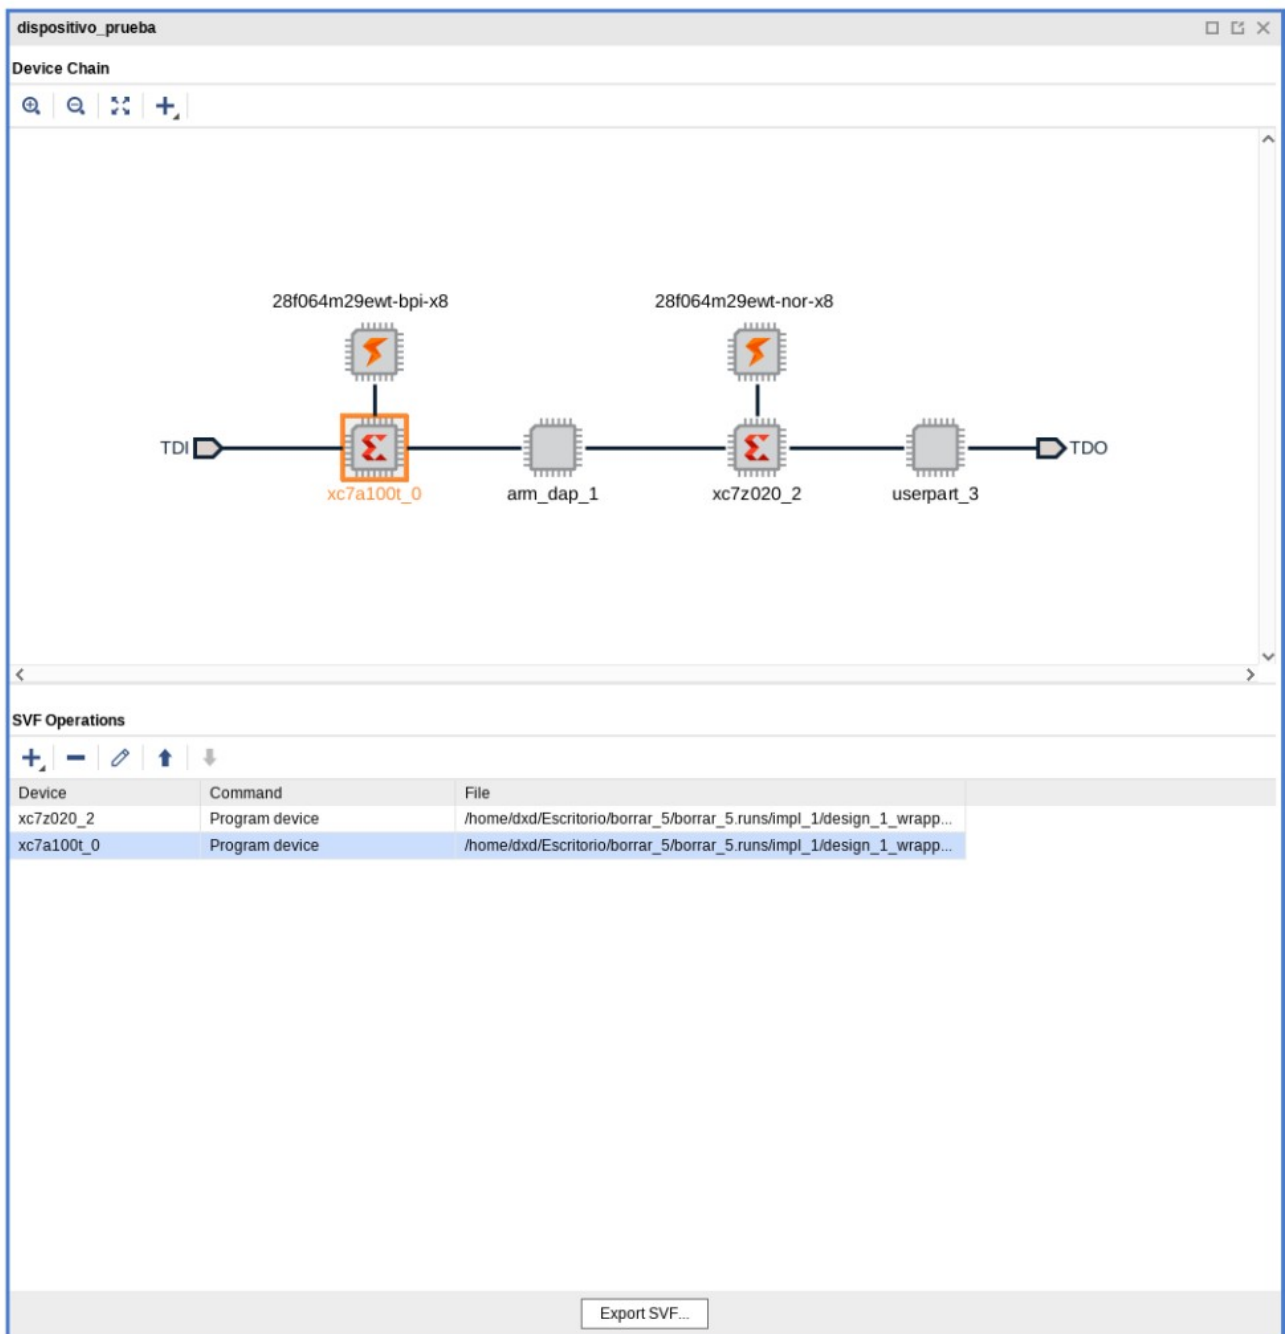 dispositivo_prueba
Device Chain
28f064m29ewt-bpi-x8 28f064m29ewt-nor-x8
TDI TDO
xc7a100t_0 arm_dap_1 xc7z020_2 userpart_3
SVF Operations
Device Command File
xc7z020_2 Program device /home/dxd/Escritorio/borrar_5/borrar_5.runs/impl_1/design_1_wrapp...
xc7a100t_0 Program device /home/dxd/Escritorio/borrar_5/borrar_5.runs/impl_1/design_1_wrapp...
Export SVF...